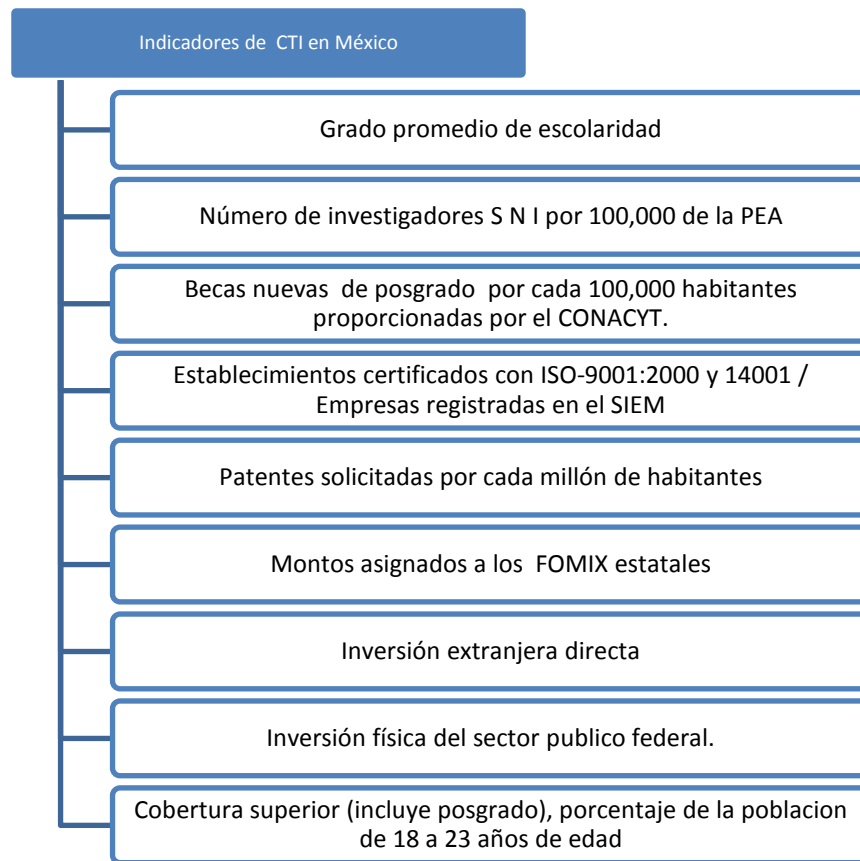 Indicadores de CTI en México
Grado promedio de escolaridad
Número de investigadores S N I por 100,000 de la PEA
Becas nuevas de posgrado por cada 100,000 habitantes
proporcionadas por el CONACYT.
Establecimientos certificados con ISO-9001:2000 y 14001 /
Empresas registradas en el SIEM
Patentes solicitadas por cada millón de habitantes
Montos asignados a los FOMIX estatales
Inversión extranjera directa
Inversión física del sector publico federal.
Cobertura superior (incluye posgrado), porcentaje de la poblacion
de 18 a 23 años de edad